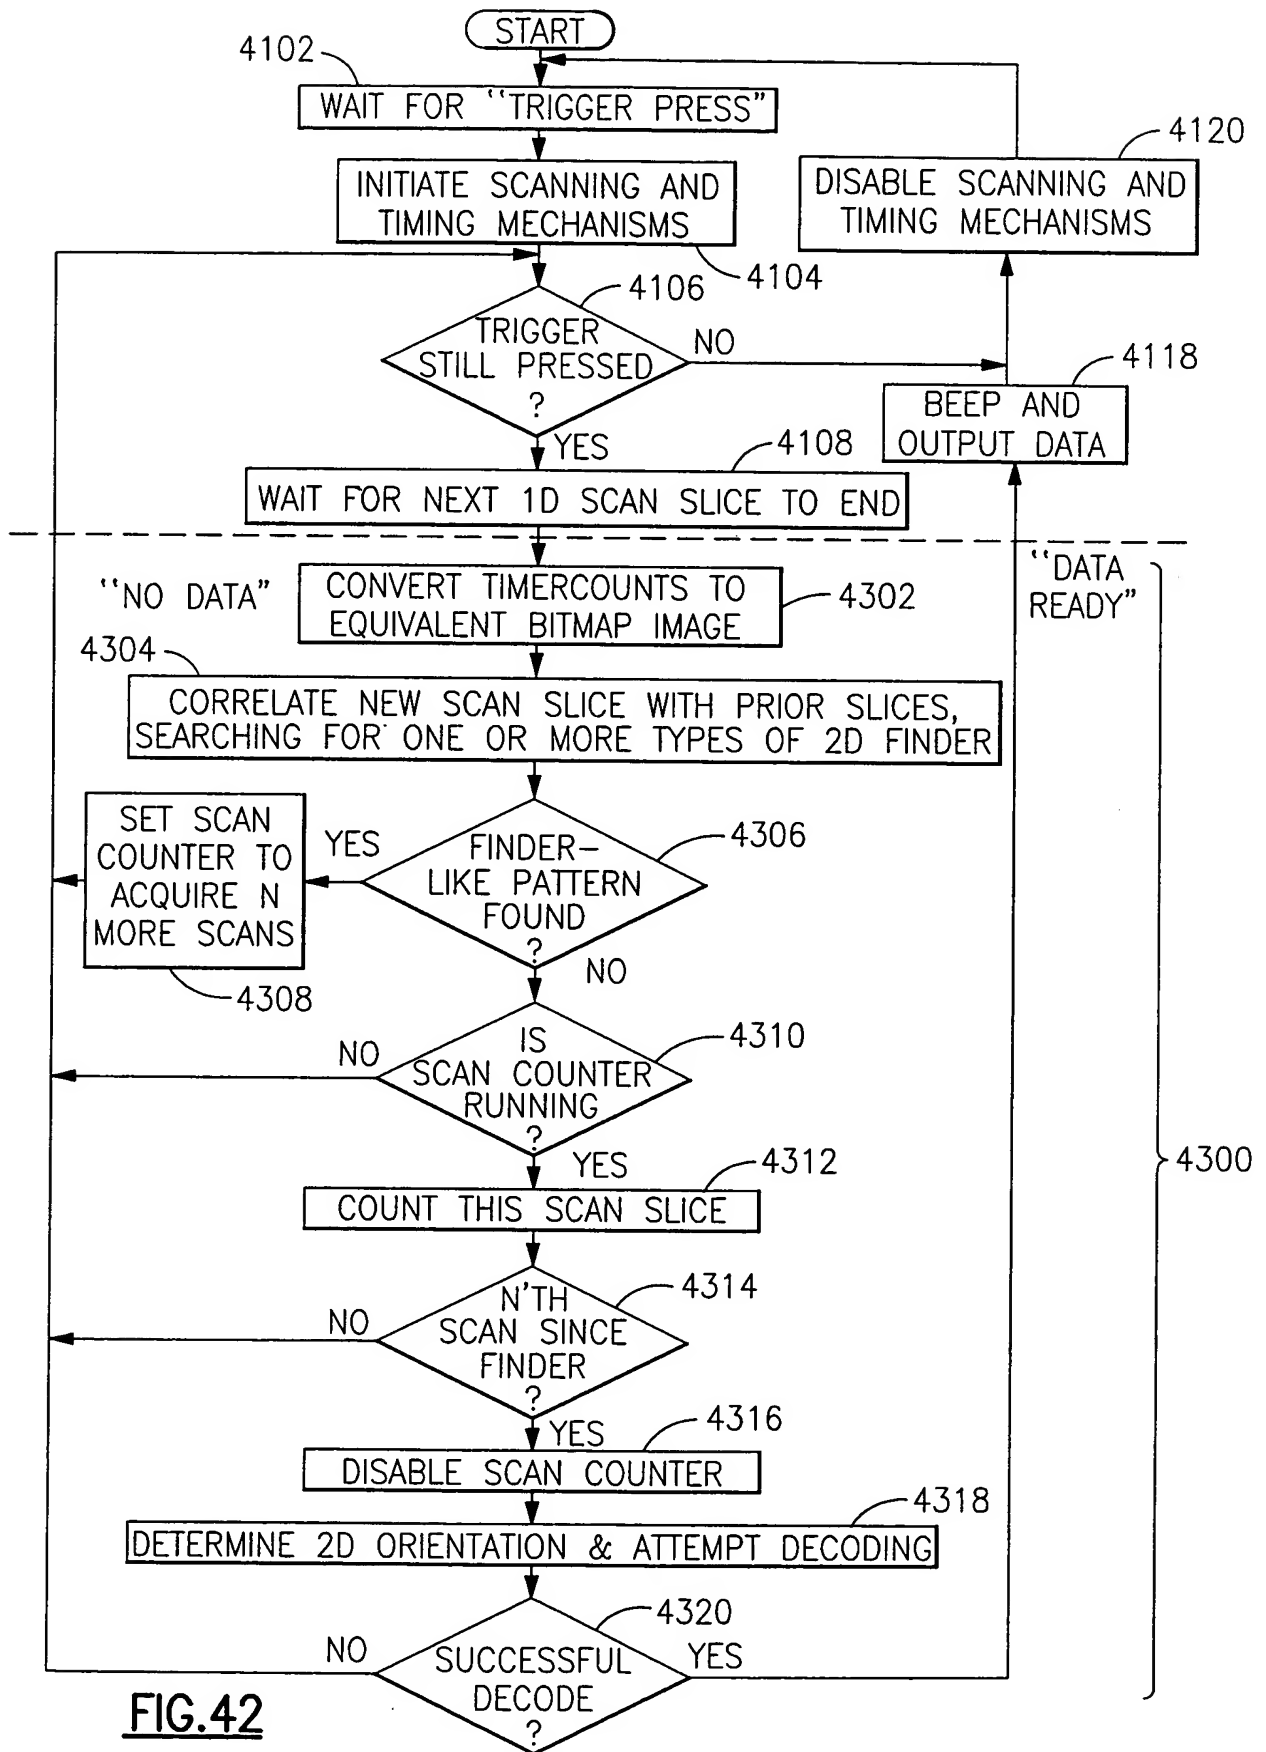 START
4102
WAIT FOR “TRIGGER PRESS”
4120
INITIATE SCANNING AND
TIMING MECHANISMS
DISABLE SCANNING AND
TIMING MECHANISMS
4104
4106
TRIGGER
STILL PRESSED
?
NO
4118
BEEP AND
OUTPUT DATA
YES
4108
WAIT FOR NEXT 1D SCAN SLICE TO END
“NO DATA”
“DATA
READY”
CONVERT TIMERCOUNTS TO
EQUIVALENT BITMAP IMAGE
4302
4304
CORRELATE NEW SCAN SLICE WITH PRIOR SLICES,
SEARCHING FOR ONE OR MORE TYPES OF 2D FINDER
SET SCAN
COUNTER TO
ACQUIRE N
MORE SCANS
YES
FINDER-
LIKE PATTERN
FOUND
?
4306
4308
NO
IS
SCAN COUNTER
RUNNING
?
4310
NO
YES
4312
COUNT THIS SCAN SLICE
4300
N'TH
SCAN SINCE
FINDER
?
4314
NO
YES
4316
DISABLE SCAN COUNTER
4318
DETERMINE 2D ORIENTATION & ATTEMPT DECODING
4320
NO
SUCCESSFUL
DECODE
?
YES
FIG.42